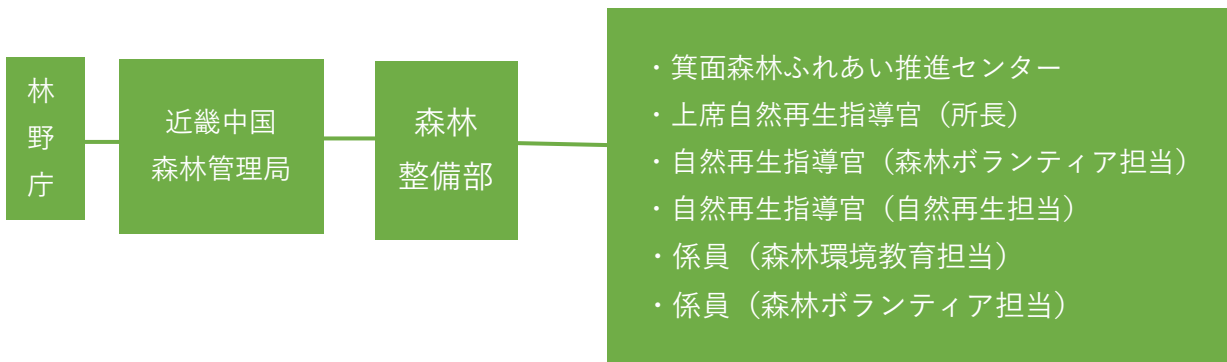 林野庁
近畿中国
森林管理局
森林
整備部
・箕面森林ふれあい推進センター
・上席自然再生指導官（所長）
・自然再生指導官（森林ボランティア担当）
・自然再生指導官（自然再生担当）
・係員（森林環境教育担当）
・係員（森林ボランティア担当）